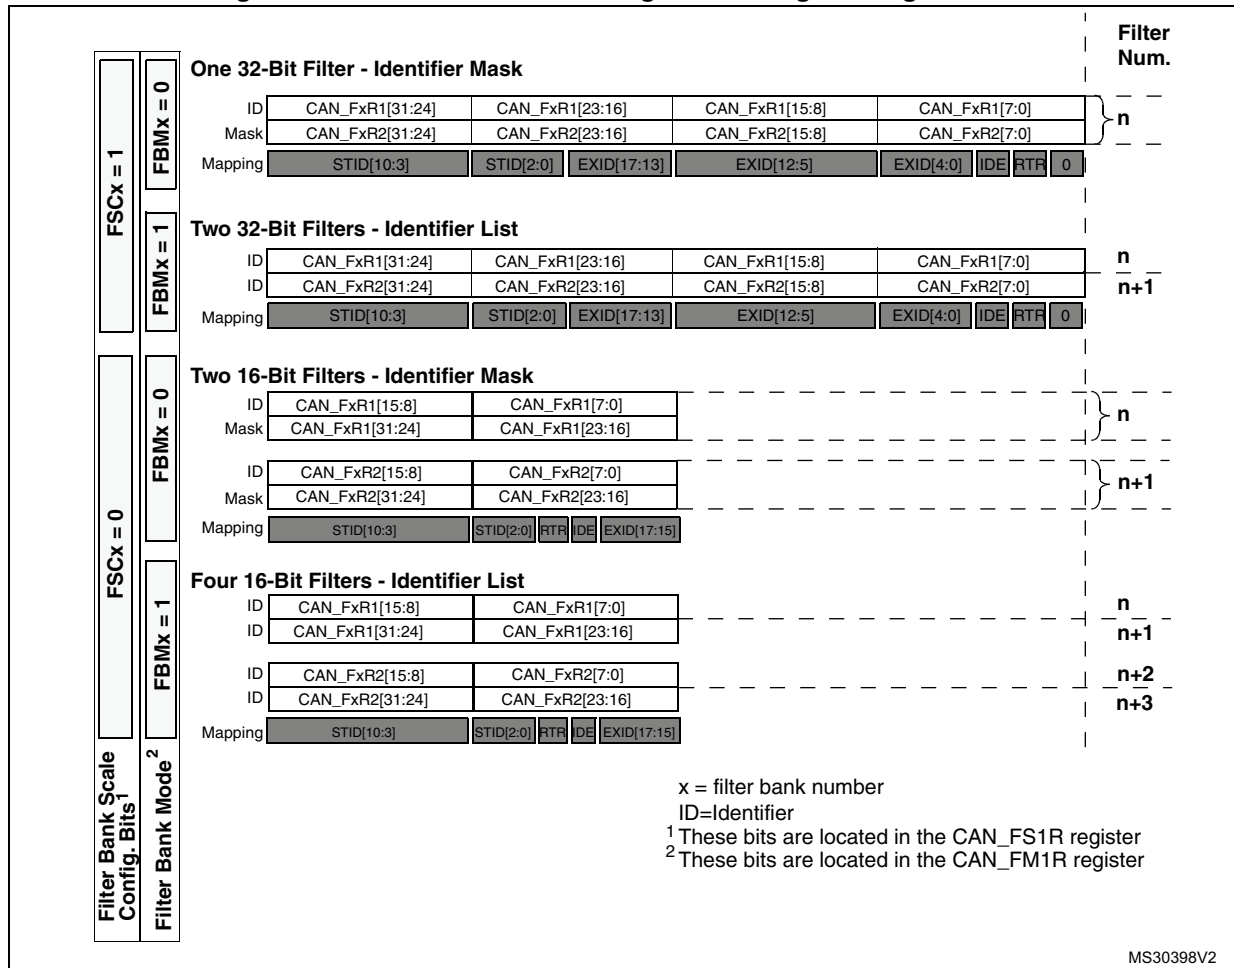 Filter
Num.
One 32-Bit Filter - Identifier Mask
FSCx = 1
FBMx = 0
ID CAN_FxR1[31:24] CAN_FxR1[23:16] CAN_FxR1[15:8] CAN_FxR1[7:0]
n
Mask CAN_FxR2[31:24] CAN_FxR2[23:16] CAN_FxR2[15:8] CAN_FxR2[7:0]
Mapping STID[10:3] STID[2:0] EXID[17:13] EXID[12:5] EXID[4:0] IDE RTR 0
Two 32-Bit Filters - Identifier List
FBMx = 1
ID CAN_FxR1[31:24] CAN_FxR1[23:16] CAN_FxR1[15:8] CAN_FxR1[7:0] n
ID CAN_FxR2[31:24] CAN_FxR2[23:16] CAN_FxR2[15:8] CAN_FxR2[7:0] n+1
Mapping STID[10:3] STID[2:0] EXID[17:13] EXID[12:5] EXID[4:0] IDE RTR 0
Two 16-Bit Filters - Identifier Mask
FSCx = 0
FBMx = 0
ID CAN_FxR1[15:8] CAN_FxR1[7:0]
n
Mask CAN_FxR1[31:24] CAN_FxR1[23:16]
ID CAN_FxR2[15:8] CAN_FxR2[7:0]
n+1
Mask CAN_FxR2[31:24] CAN_FxR2[23:16]
Mapping STID[10:3] STID[2:0] RTR IDE EXID[17:15]
Four 16-Bit Filters - Identifier List
FBMx = 1
ID CAN_FxR1[15:8] CAN_FxR1[7:0] n
ID CAN_FxR1[31:24] CAN_FxR1[23:16] n+1
ID CAN_FxR2[15:8] CAN_FxR2[7:0] n+2
ID CAN_FxR2[31:24] CAN_FxR2[23:16] n+3
Mapping STID[10:3] STID[2:0] RTR IDE EXID[17:15]
Filter Bank Scale
Config. Bits1
Filter Bank Mode2
x = filter bank number
ID=Identifier
1 These bits are located in the CAN_FS1R register
2 These bits are located in the CAN_FM1R register
MS30398V2